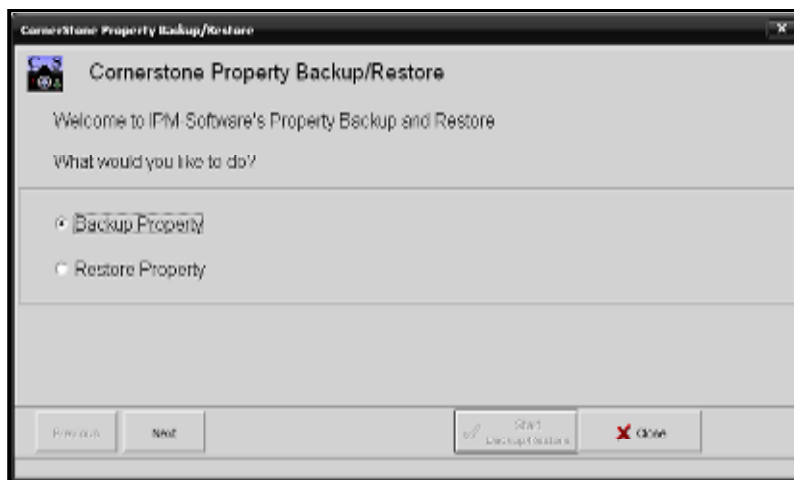 CornerStone Property Backup/Restore
X
C S
Cornerstone Property Backup/Restore
Welcome to IPM-Software's Property Backup and Restore
What would you like to do?
Backup Property
Restore Property
Previous
Next
Start
Backup/Restore
Close